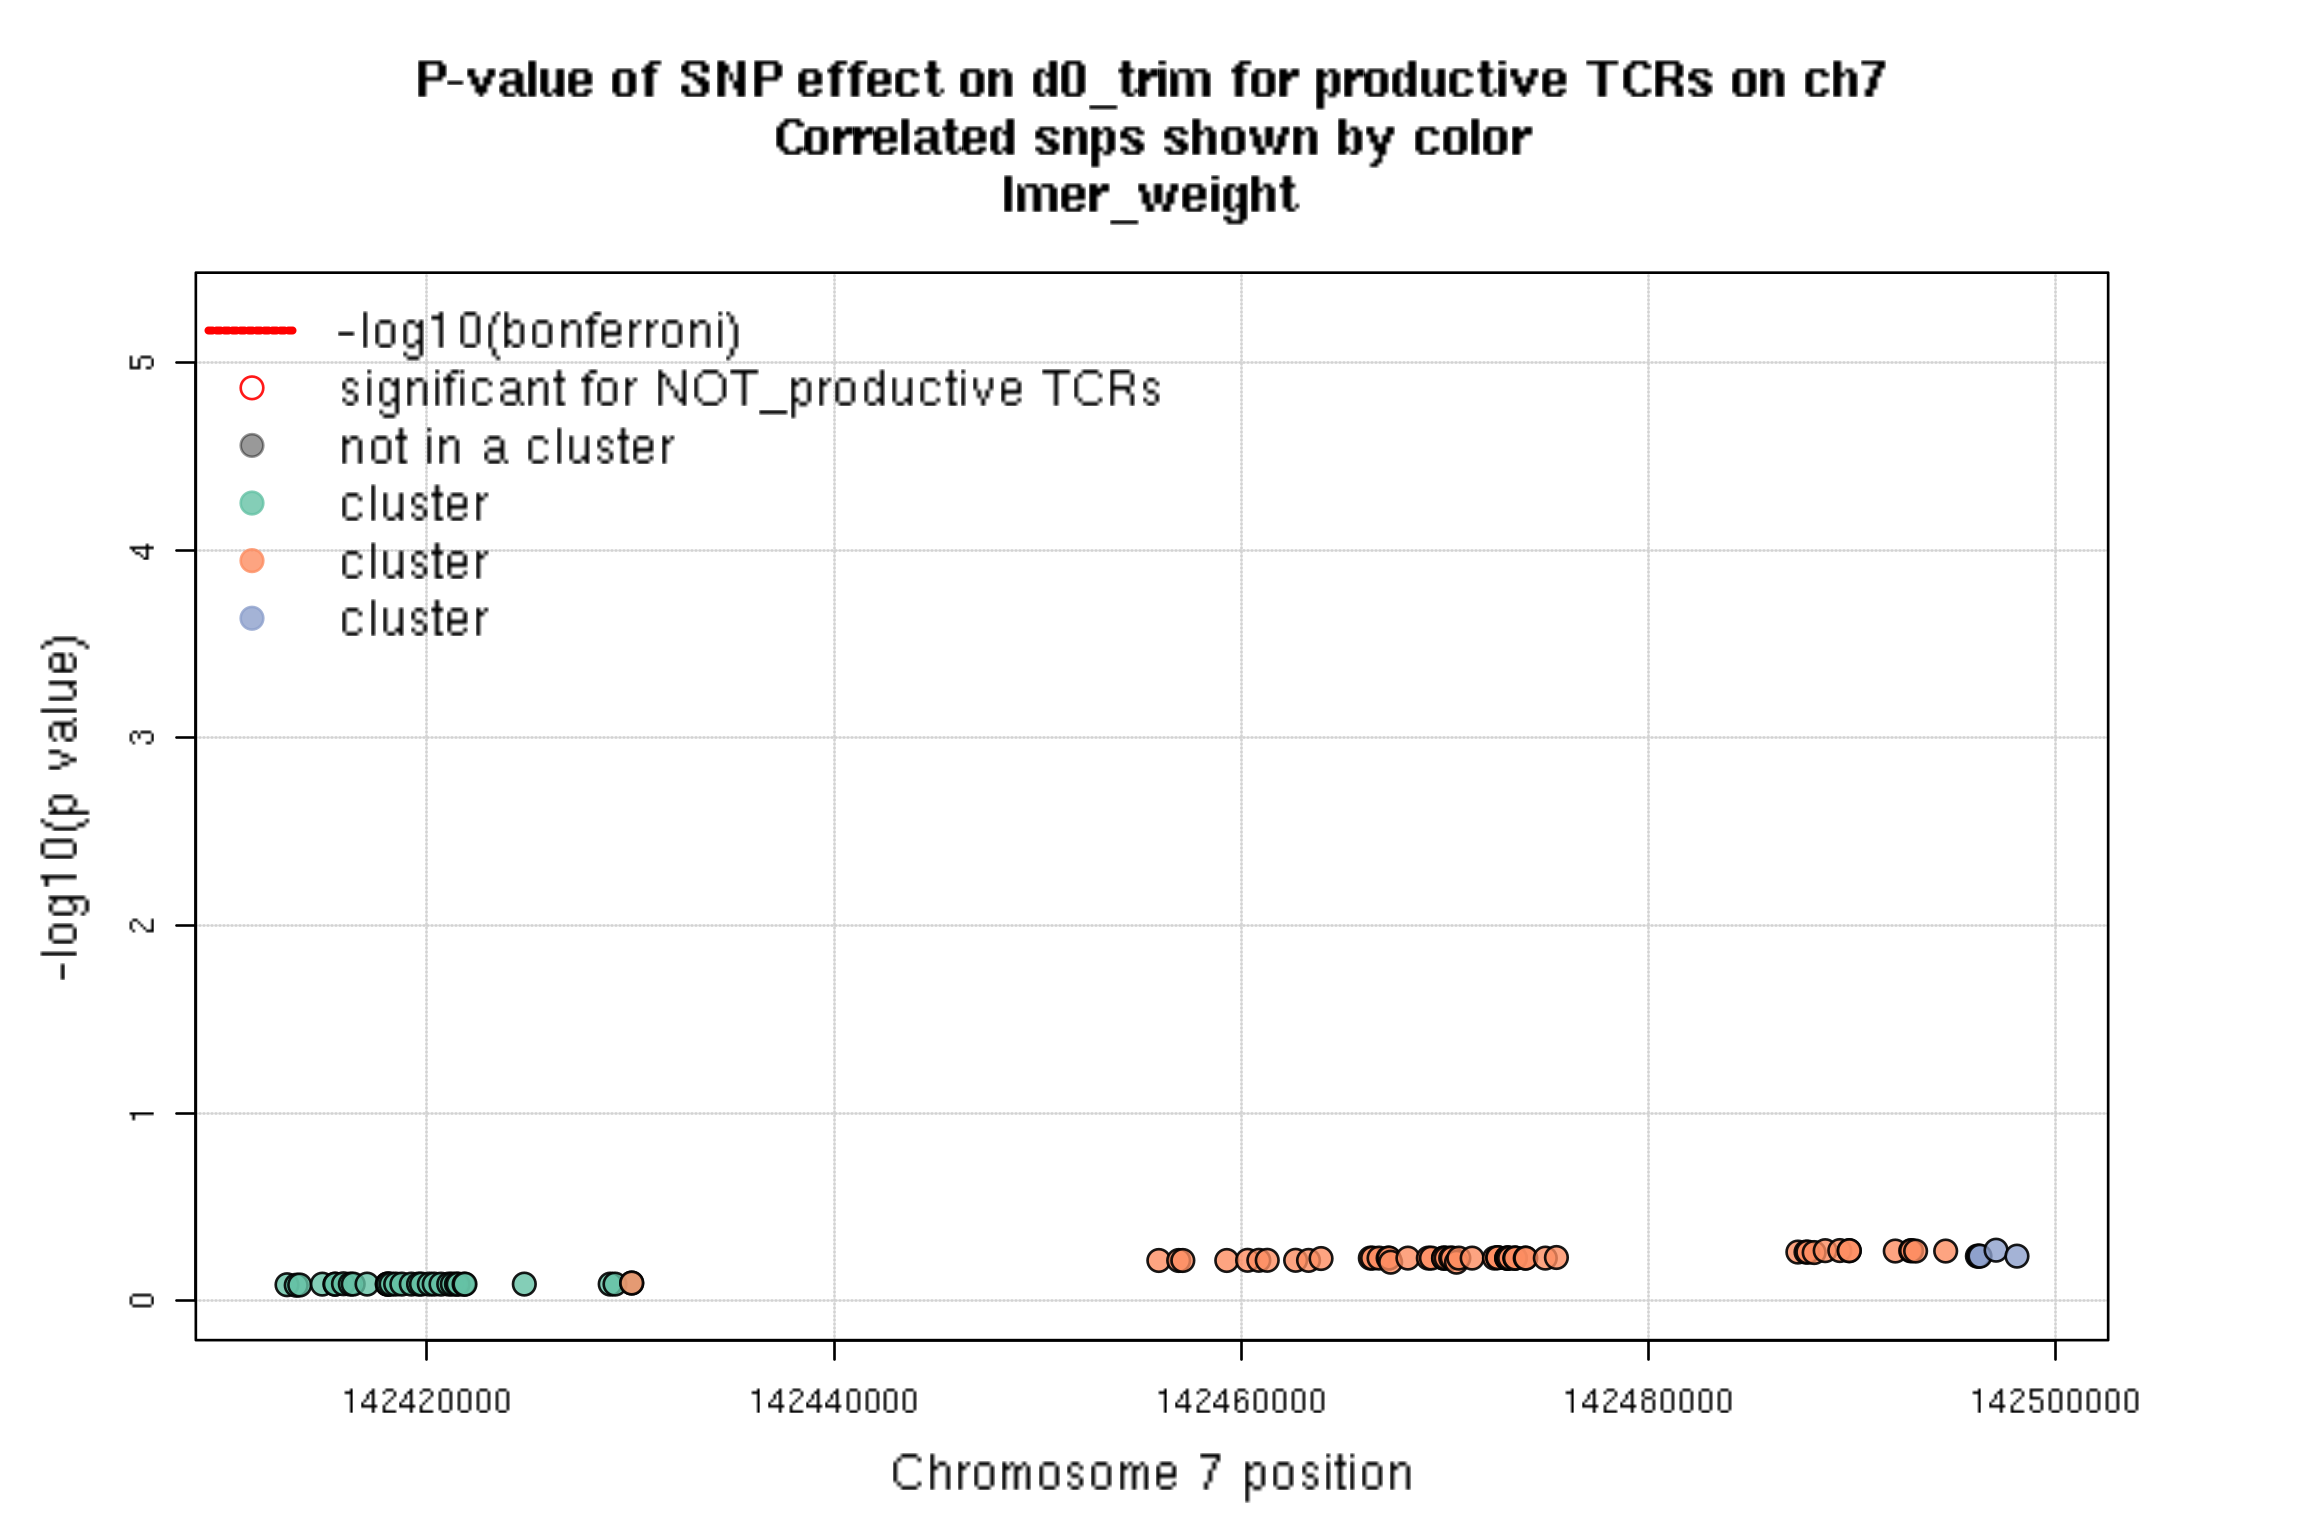 P-value of SNP effect on d0_trim for productive TCRs on ch7
Correlated snps shown by color
lmer_weight
-log10(bonferroni)
significant for NOT_productive TCRs
not in a cluster
cluster
cluster
cluster
-log10(p value)
5
4
3
2
1
0
142420000 142440000 142460000 142480000 142500000
Chromosome 7 position